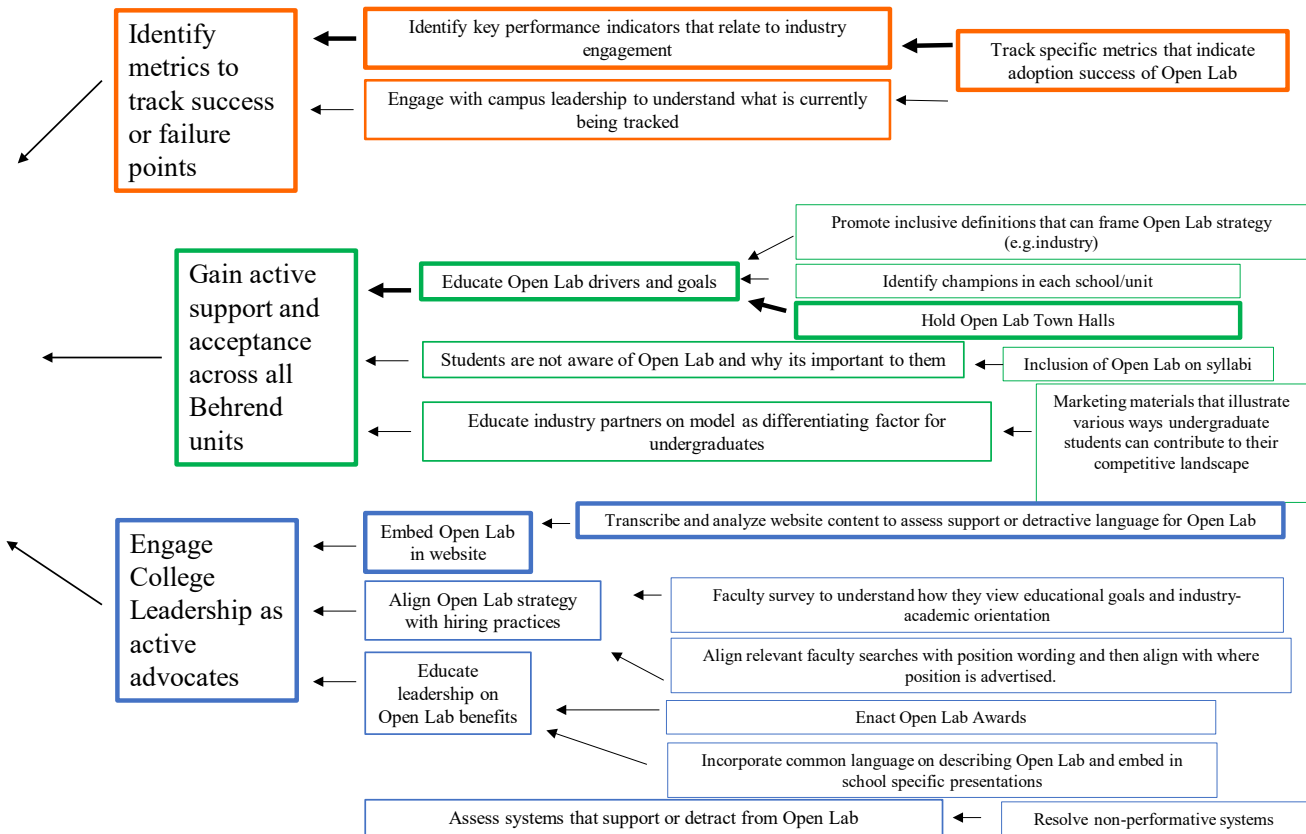 Identify
metrics to
track success
or failure
points
Identify key performance indicators that relate to industry
engagement
Track specific metrics that indicate
adoption success of Open Lab
Engage with campus leadership to understand what is currently
being tracked
Gain active
support and
acceptance
across all
Behrend
units
Educate Open Lab drivers and goals
Promote inclusive definitions that can frame Open Lab strategy
(e.g.industry)
Identify champions in each school/unit
Hold Open Lab Town Halls
Students are not aware of Open Lab and why its important to them
Inclusion of Open Lab on syllabi
Educate industry partners on model as differentiating factor for
undergraduates
Marketing materials that illustrate
various ways undergraduate
students can contribute to their
competitive landscape
Engage
College
Leadership as
active
advocates
Embed Open Lab
in website
Transcribe and analyze website content to assess support or detractive language for Open Lab
Align Open Lab strategy
with hiring practices
Faculty survey to understand how they view educational goals and industry-
academic orientation
Align relevant faculty searches with position wording and then align with where
position is advertised.
Educate
leadership on
Open Lab benefits
Enact Open Lab Awards
Incorporate common language on describing Open Lab and embed in
school specific presentations
Assess systems that support or detract from Open Lab
Resolve non-performative systems